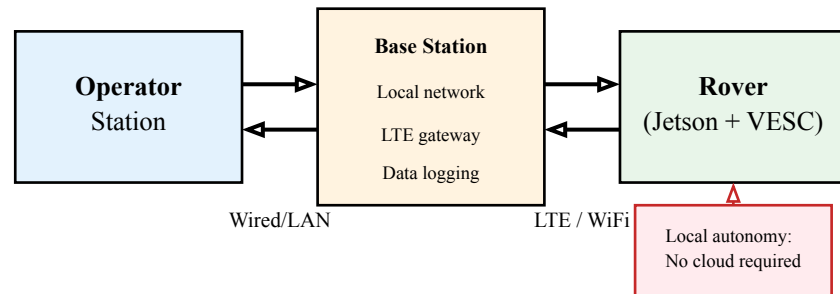 Operator
Station
Base Station
Local network
LTE gateway
Data logging
Rover
(Jetson + VESC)
Wired/LAN
LTE / WiFi
Local autonomy:
No cloud required